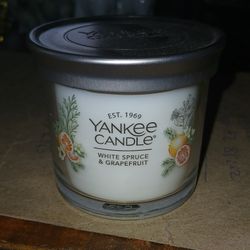 EST. 1969
YANKEE
CANDLE®
WHITE SPRUCE
& GRAPEFRUIT